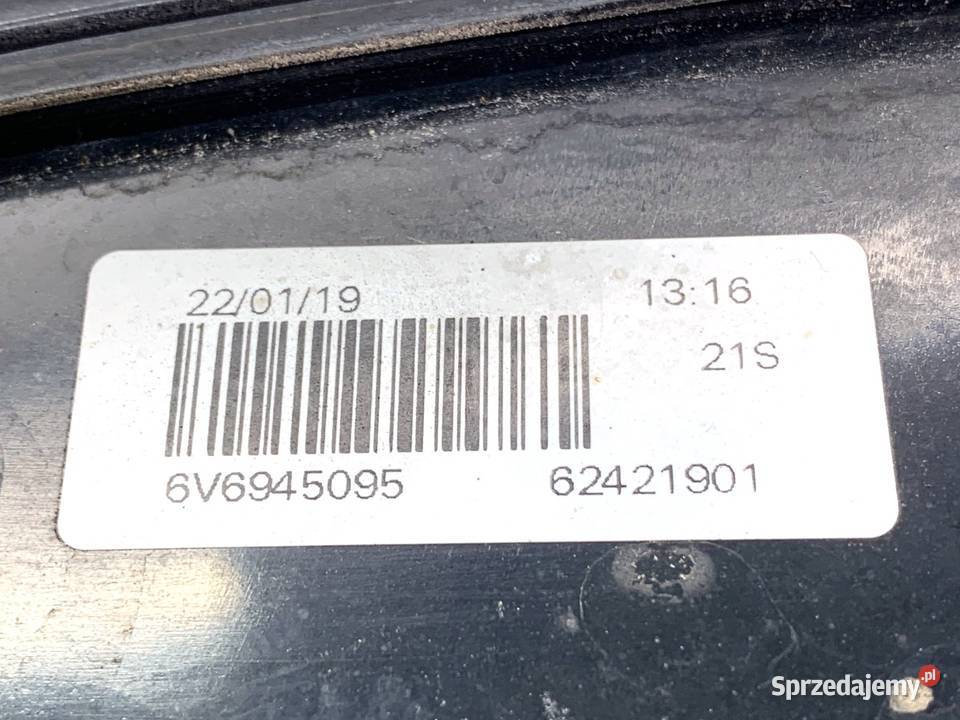 22/01/19 13:16
21S
6V6945095 62421901
Sprzedajemy.pl